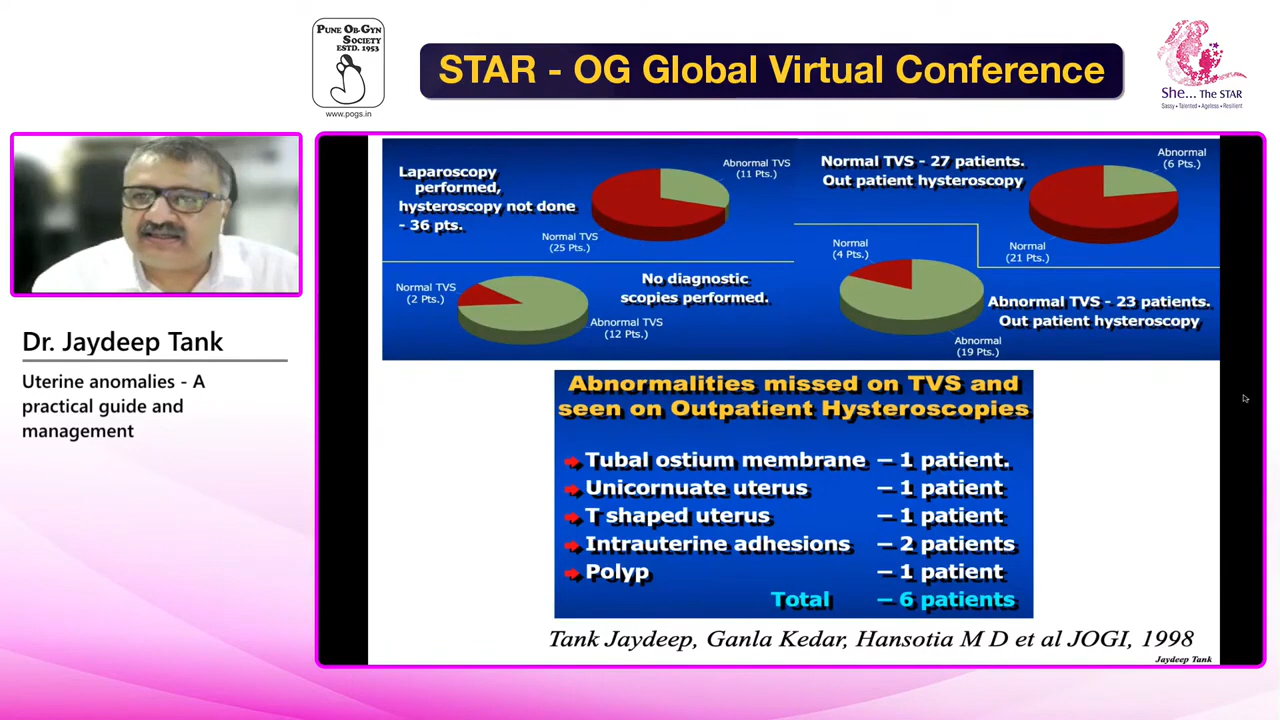 PUNE OB-GYN
SOCIETY
ESTD. 1953
www.pogs.in
STAR - OG Global Virtual Conference
She... The STAR
Sassy • Talented • Ageless • Resilient
Dr. Jaydeep Tank
Uterine anomalies - A
practical guide and
management
Laparoscopy
performed,
hysteroscopy not done
- 36 pts.
Abnormal TVS
(11 Pts.)
Normal TVS
(25 Pts.)
Normal TVS - 27 patients.
Out patient hysteroscopy
Abnormal
(6 Pts.)
Normal
(21 Pts.)
Normal TVS
(2 Pts.)
No diagnostic
scopies performed.
Abnormal TVS
(12 Pts.)
Normal
(4 Pts.)
Abnormal TVS - 23 patients.
Out patient hysteroscopy
Abnormal
(19 Pts.)
Abnormalities missed on TVS and
seen on Outpatient Hysteroscopies
Tubal ostium membrane – 1 patient.
Unicornuate uterus – 1 patient
T shaped uterus – 1 patient
Intrauterine adhesions – 2 patients
Polyp – 1 patient
Total – 6 patients
Tank Jaydeep, Ganla Kedar, Hansotia M D et al JOGI, 1998
Jaydeep Tank